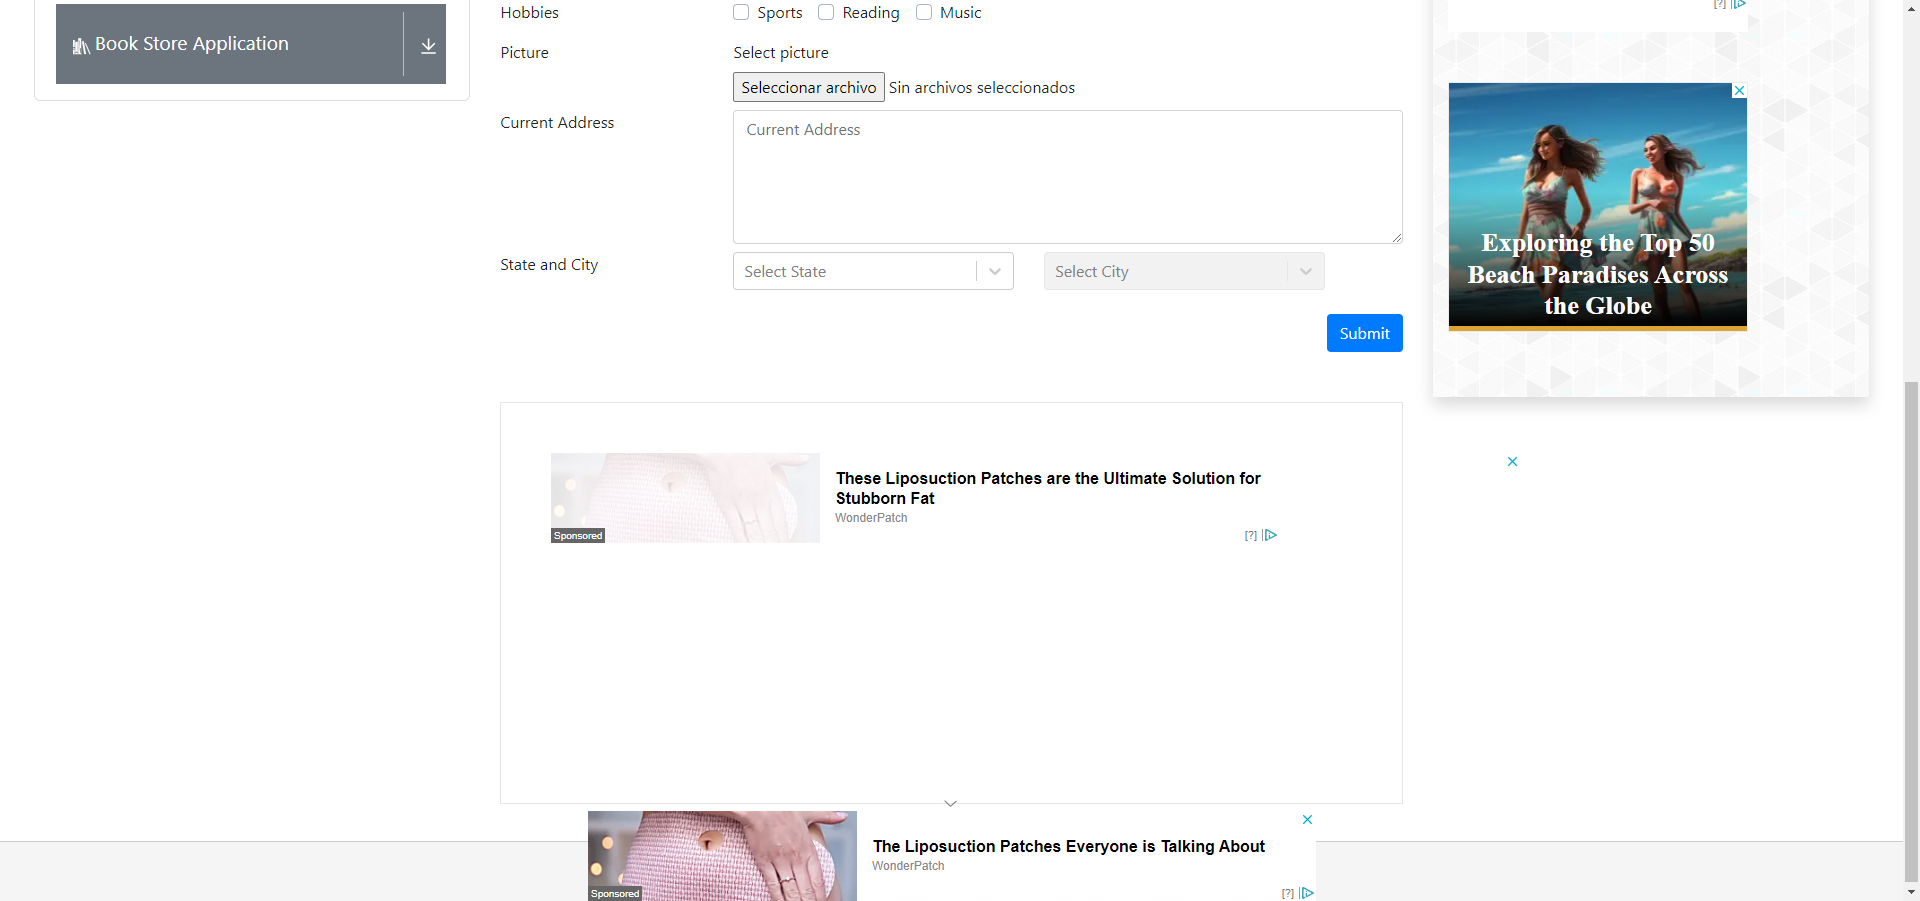 Book Store Application
Hobbies
Sports
Reading
Music
Picture
Select picture
Seleccionar archivo Sin archivos seleccionados
Current Address
Current Address
State and City
Select State
Select City
Submit
[?]
Exploring the Top 50
Beach Paradises Across
the Globe
These Liposuction Patches are the Ultimate Solution for
Stubborn Fat
WonderPatch
Sponsored
[?]
The Liposuction Patches Everyone is Talking About
WonderPatch
Sponsored
[?]